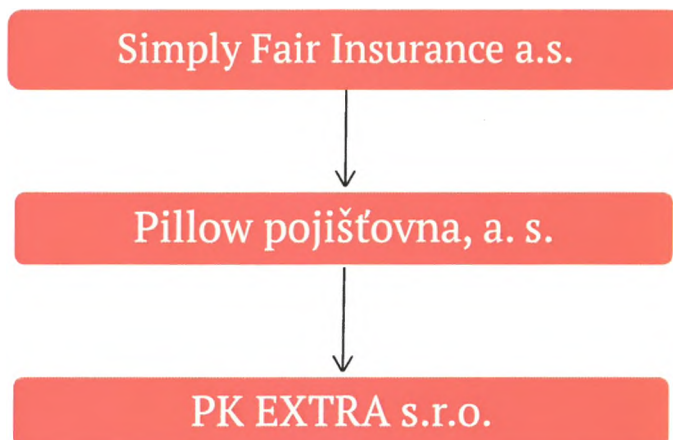 Simply Fair Insurance a.s.
Pillow pojišťovna, a. s.
PK EXTRA s.r.o.